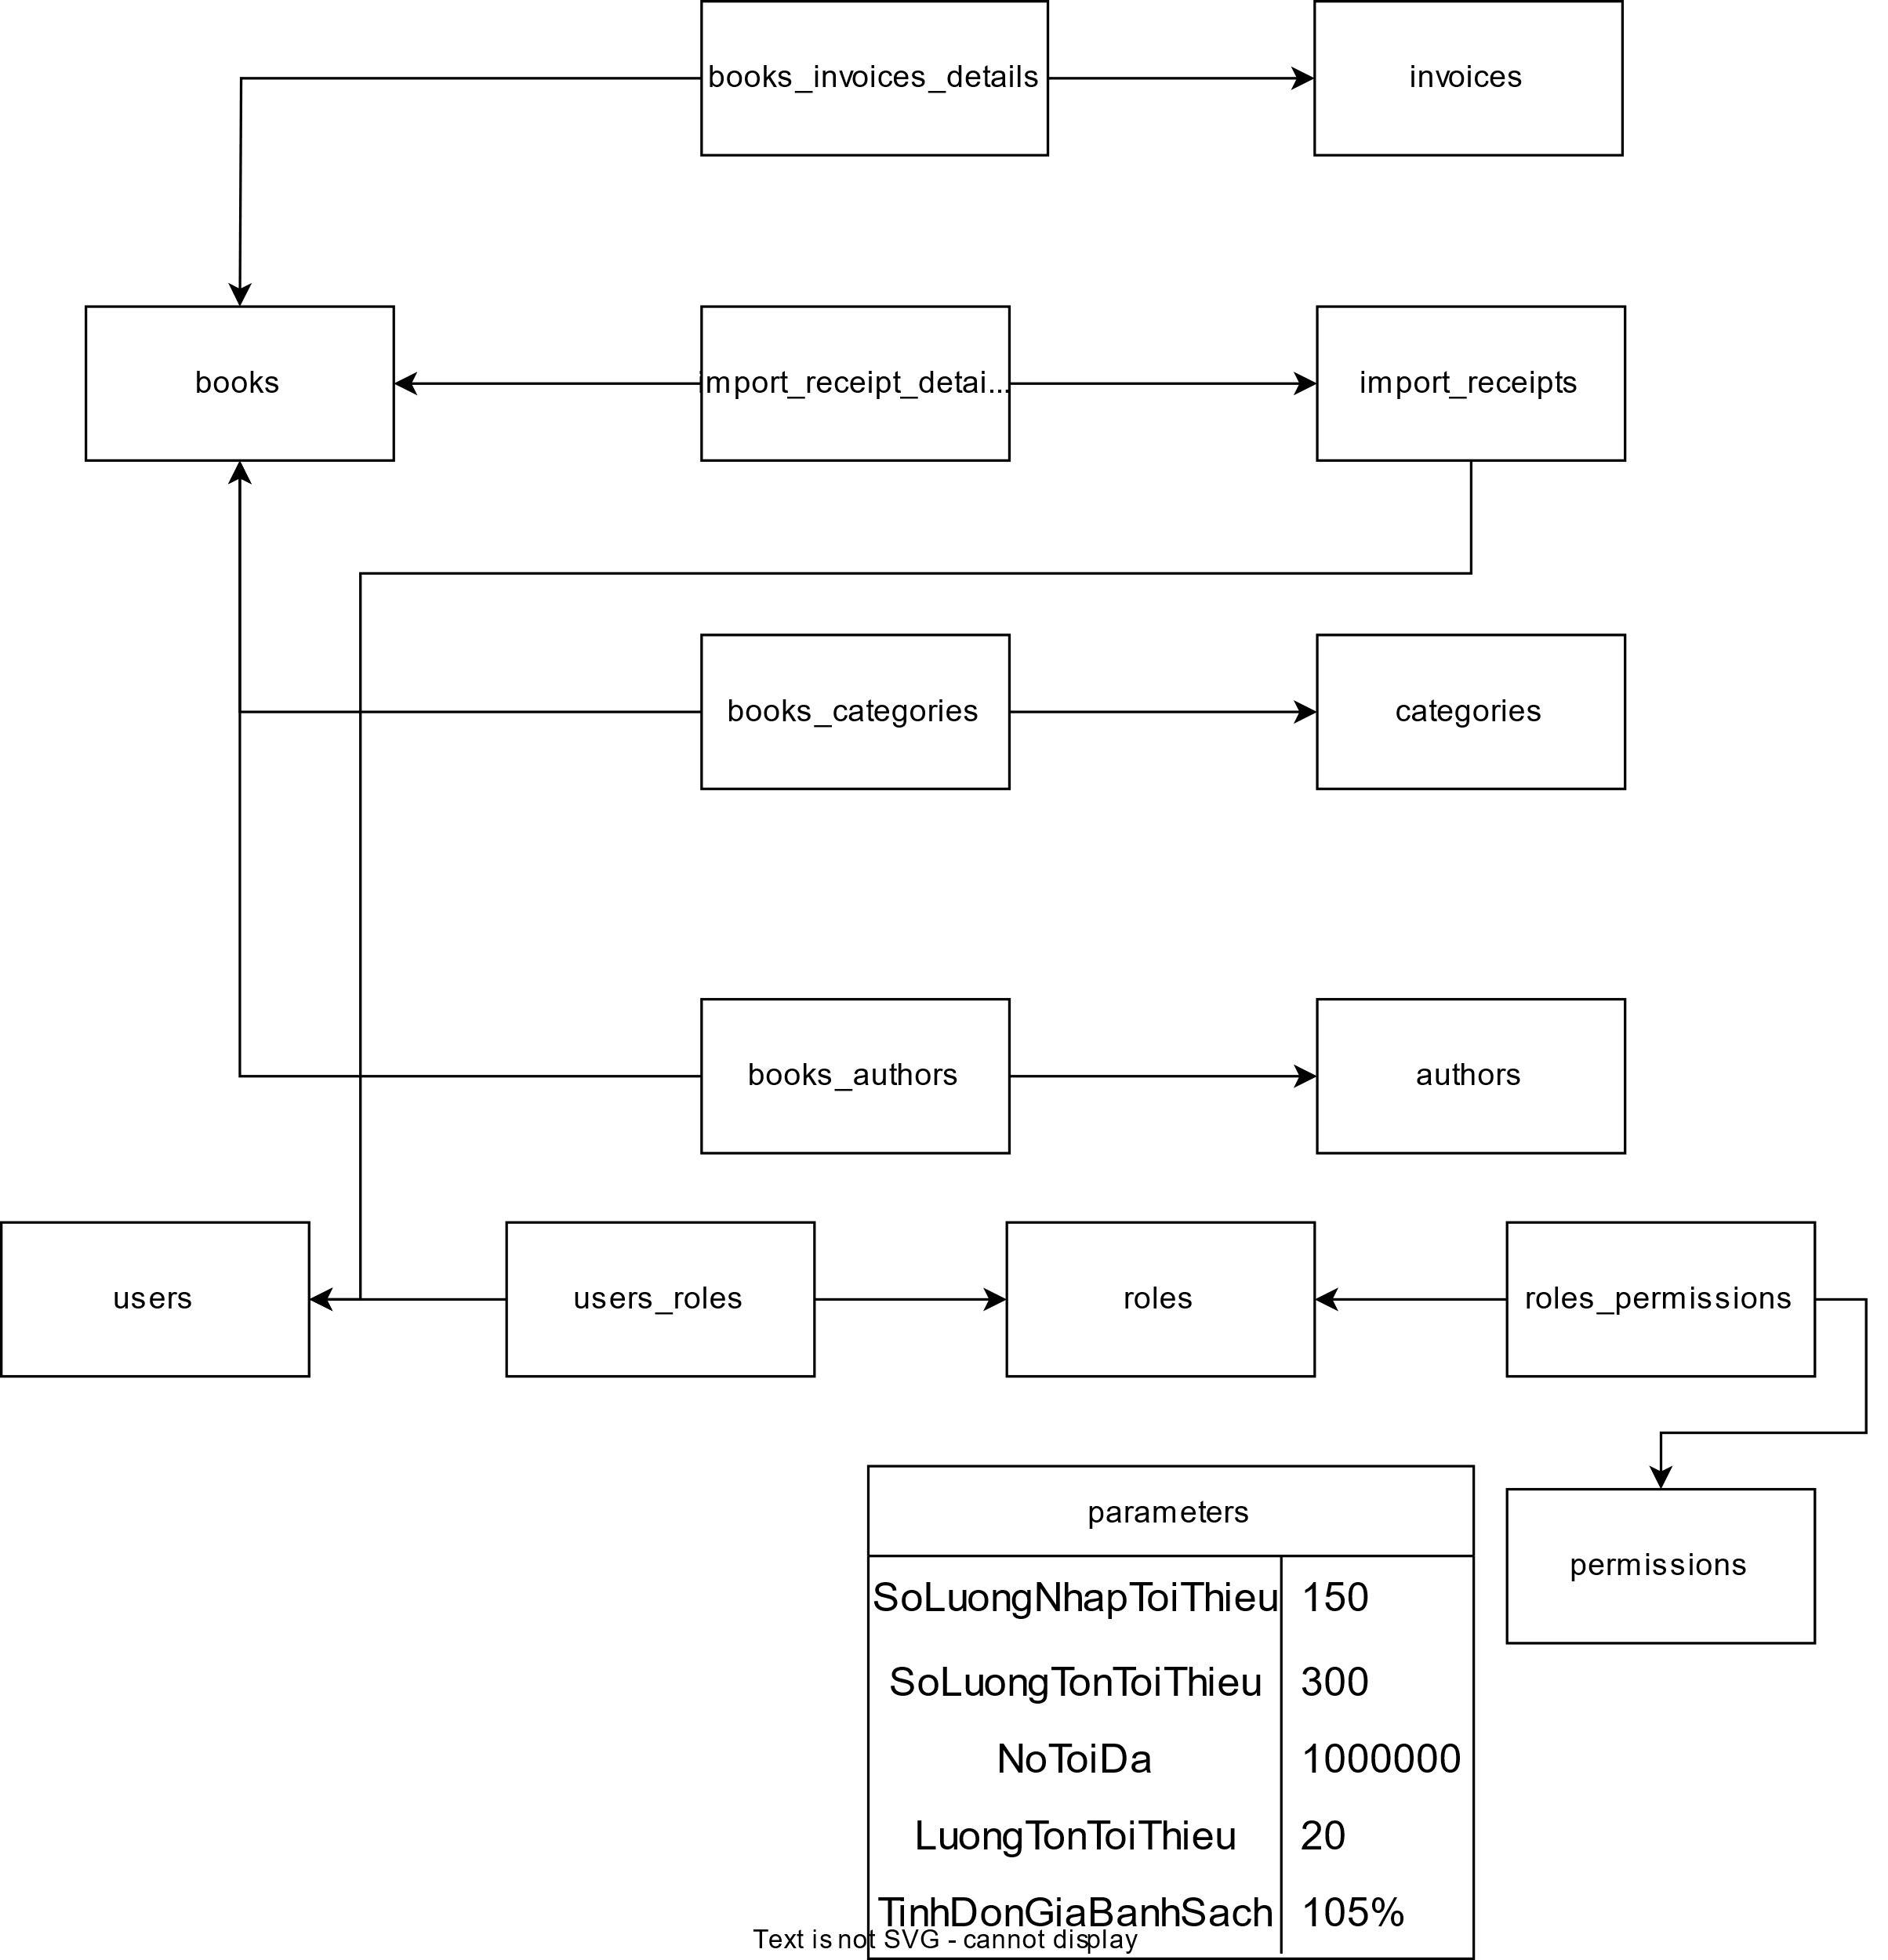 books_invoices_details
invoices
books
import_receipt_detai...
import_receipts
books_categories
categories
books_authors
authors
users
users_roles
roles
roles_permissions
parameters
permissions
SoLuongNhapToiThieu 150
SoLuongTonToiThieu 300
NoToiDa 1000000
LuongTonToiThieu 20
TinhDonGiaBanhSach 105%
Text is not SVG - cannot display